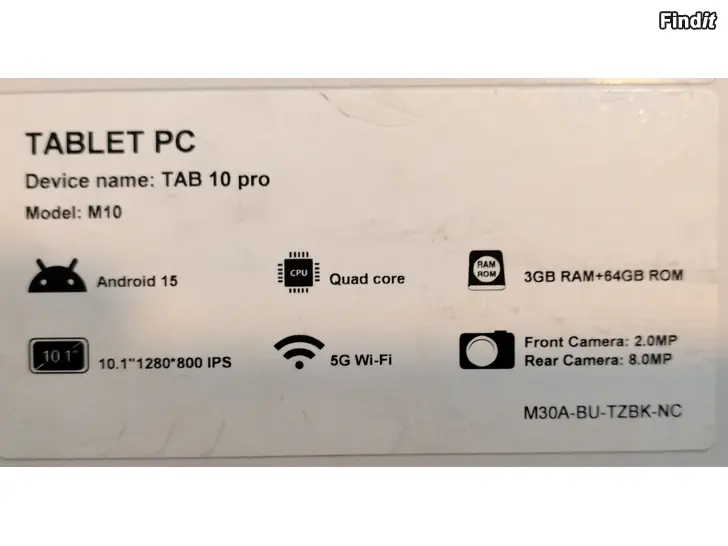 Findit
TABLET PC
Device name: TAB 10 pro
Model: M10
Android 15
CPU
Quad core
RAM
ROM
3GB RAM+64GB ROM
10.1"
10.1"1280*800 IPS
5G Wi-Fi
Front Camera: 2.0MP
Rear Camera: 8.0MP
M30A-BU-TZBK-NC